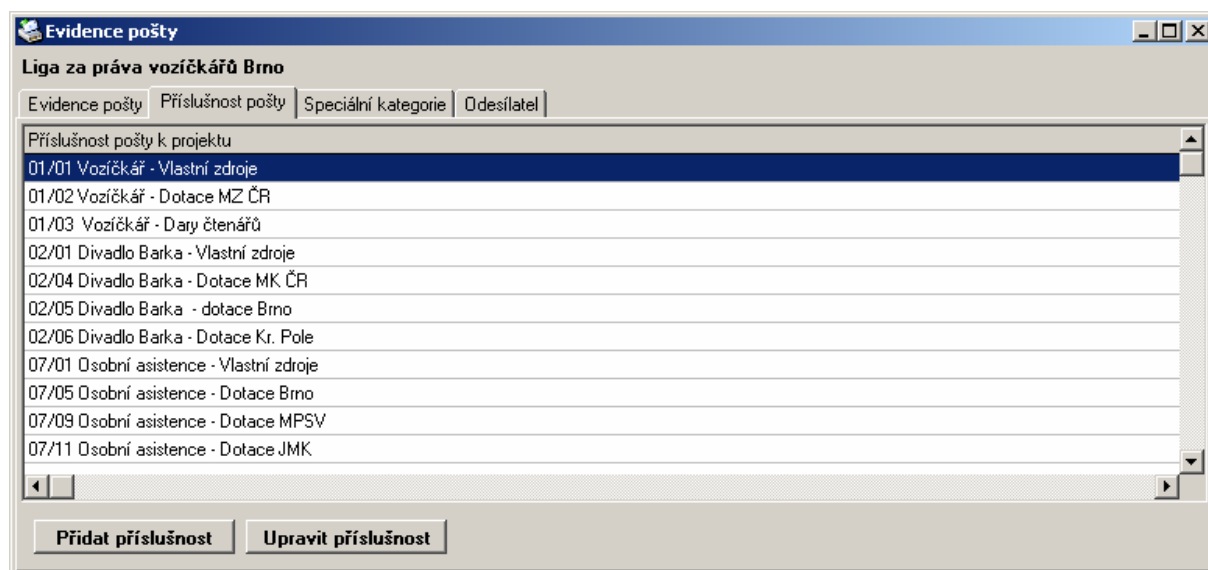 Evidence pošty
Liga za práva vozíčkářů Brno
Evidence pošty Příslušnost pošty Speciální kategorie Odesílatel
Příslušnost pošty k projektu
01/01 Vozíčkář - Vlastní zdroje
01/02 Vozíčkář - Dotace MZ ČR
01/03  Vozíčkář - Dary čtenářů
02/01 Divadlo Barka - Vlastní zdroje
02/04 Divadlo Barka - Dotace MK ČR
02/05 Divadlo Barka  - dotace Brno
02/06 Divadlo Barka - Dotace Kr. Pole
07/01 Osobní asistence - Vlastní zdroje
07/05 Osobní asistence - Dotace Brno
07/09 Osobní asistence - Dotace MPSV
07/11 Osobní asistence - Dotace JMK
Přidat příslušnost Upravit příslušnost